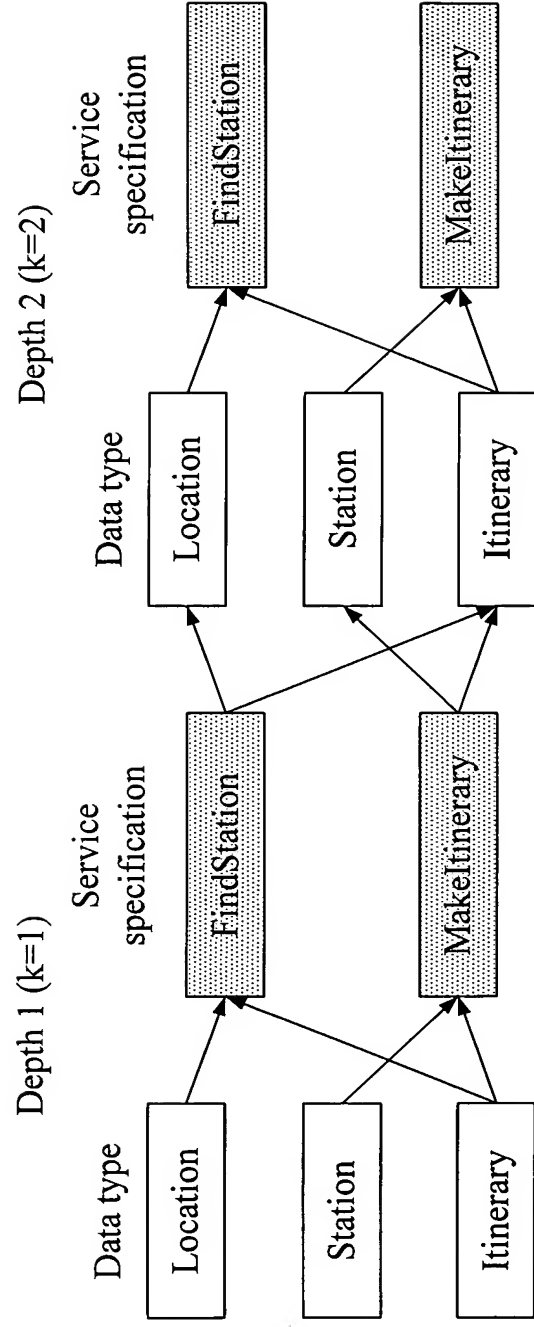 Depth 1 (k=1)
Data type
Location
Station
Itinerary
Service
specification
FindStation
MakeItinerary
Depth 2 (k=2)
Data type
Location
Station
Itinerary
Service
specification
FindStation
MakeItinerary